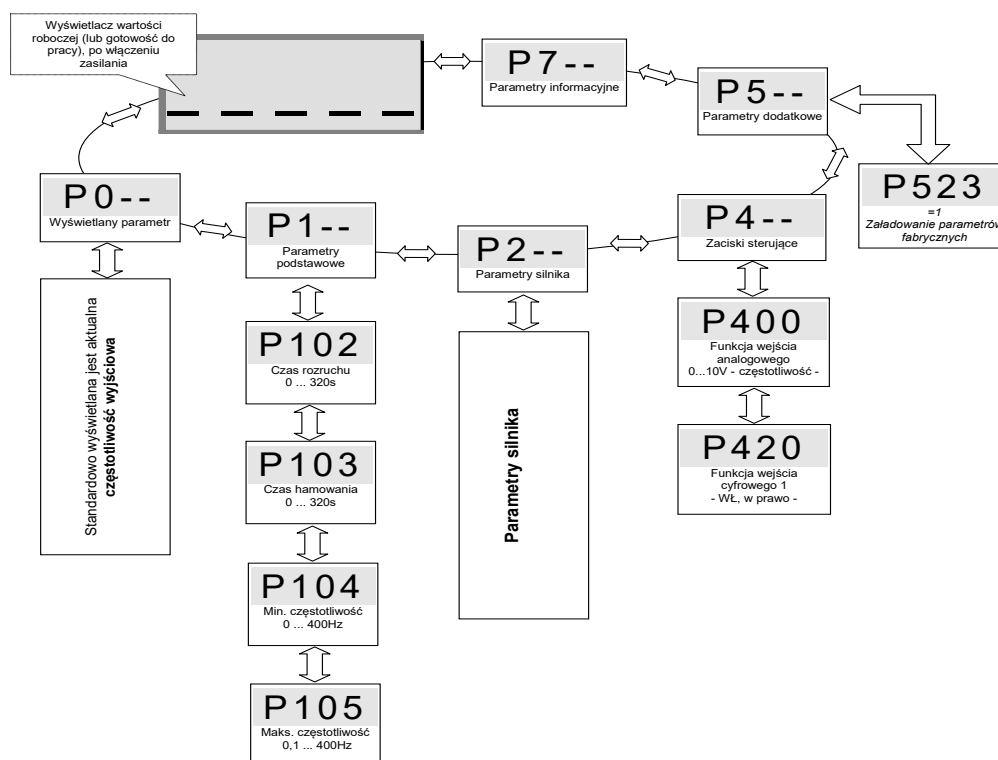 Wyświetlacz wartości
roboczej (lub gotowość do
pracy), po włączeniu
zasilania
P7--
Parametry informacyjne
P5--
Parametry dodatkowe
P523
=1
Załadowanie parametrów
fabrycznych
P0--
Wyświetlany parametr
P1--
Parametry
podstawowe
P2--
Parametry silnika
P4--
Zaciski sterujące
Standardowo wyświetlana jest aktualna
częstotliwość wyjściowa
P102
Czas rozruchu
0 ... 320s
P103
Czas hamowania
0 ... 320s
P104
Min. częstotliwość
0 ... 400Hz
P105
Maks. częstotliwość
0,1 ... 400Hz
Parametry silnika
P400
Funkcja wejścia
analogowego
0...10V - częstotliwość -
P420
Funkcja wejścia
cyfrowego 1
- WŁ, w prawo -